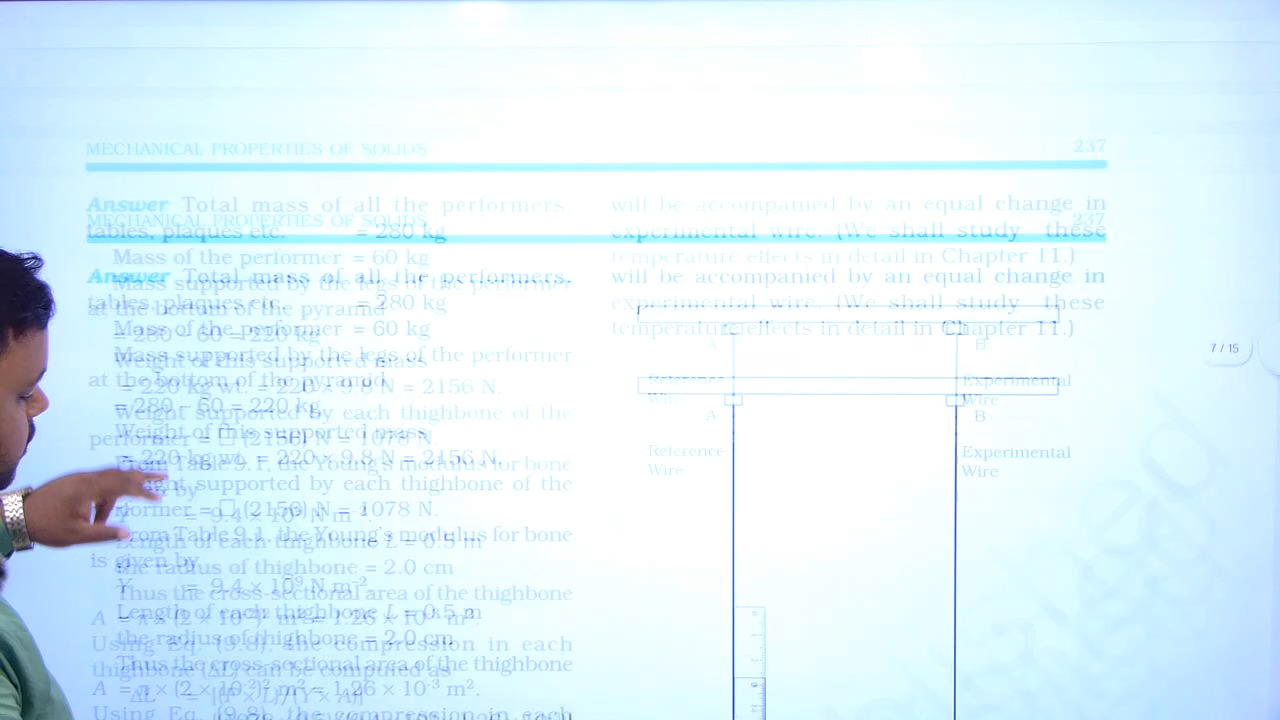 MECHANICAL PROPERTIES OF SOLIDS 237
Answer Total mass of all the performers,
tables, plaques etc. = 280 kg
Mass of the performer = 60 kg
Mass supported by the legs of the performer
at the bottom of the pyramid
= 280 – 60 = 220 kg
Weight of this supported mass
= 220 kg wt. = 220 × 9.8 N = 2156 N.
Weight supported by each thighbone of the
performer = □ (2156) N = 1078 N.
From Table 9.1, the Young's modulus for bone
is given by
Y = 9.4 × 10⁹ N m⁻².
Length of each thighbone L = 0.5 m
the radius of thighbone = 2.0 cm
Thus the cross-sectional area of the thighbone
A = π × (2 × 10⁻²)² m² = 1.26 × 10⁻³ m².
Using Eq. (9.8), the compression in each
thighbone (ΔL) can be computed as
ΔL = [(F × L)/(Y × A)]
will be accompanied by an equal change in
experimental wire. (We shall study these
temperature effects in detail in Chapter 11.)
A
B
Reference
Wire
Experimental
Wire
7 / 15